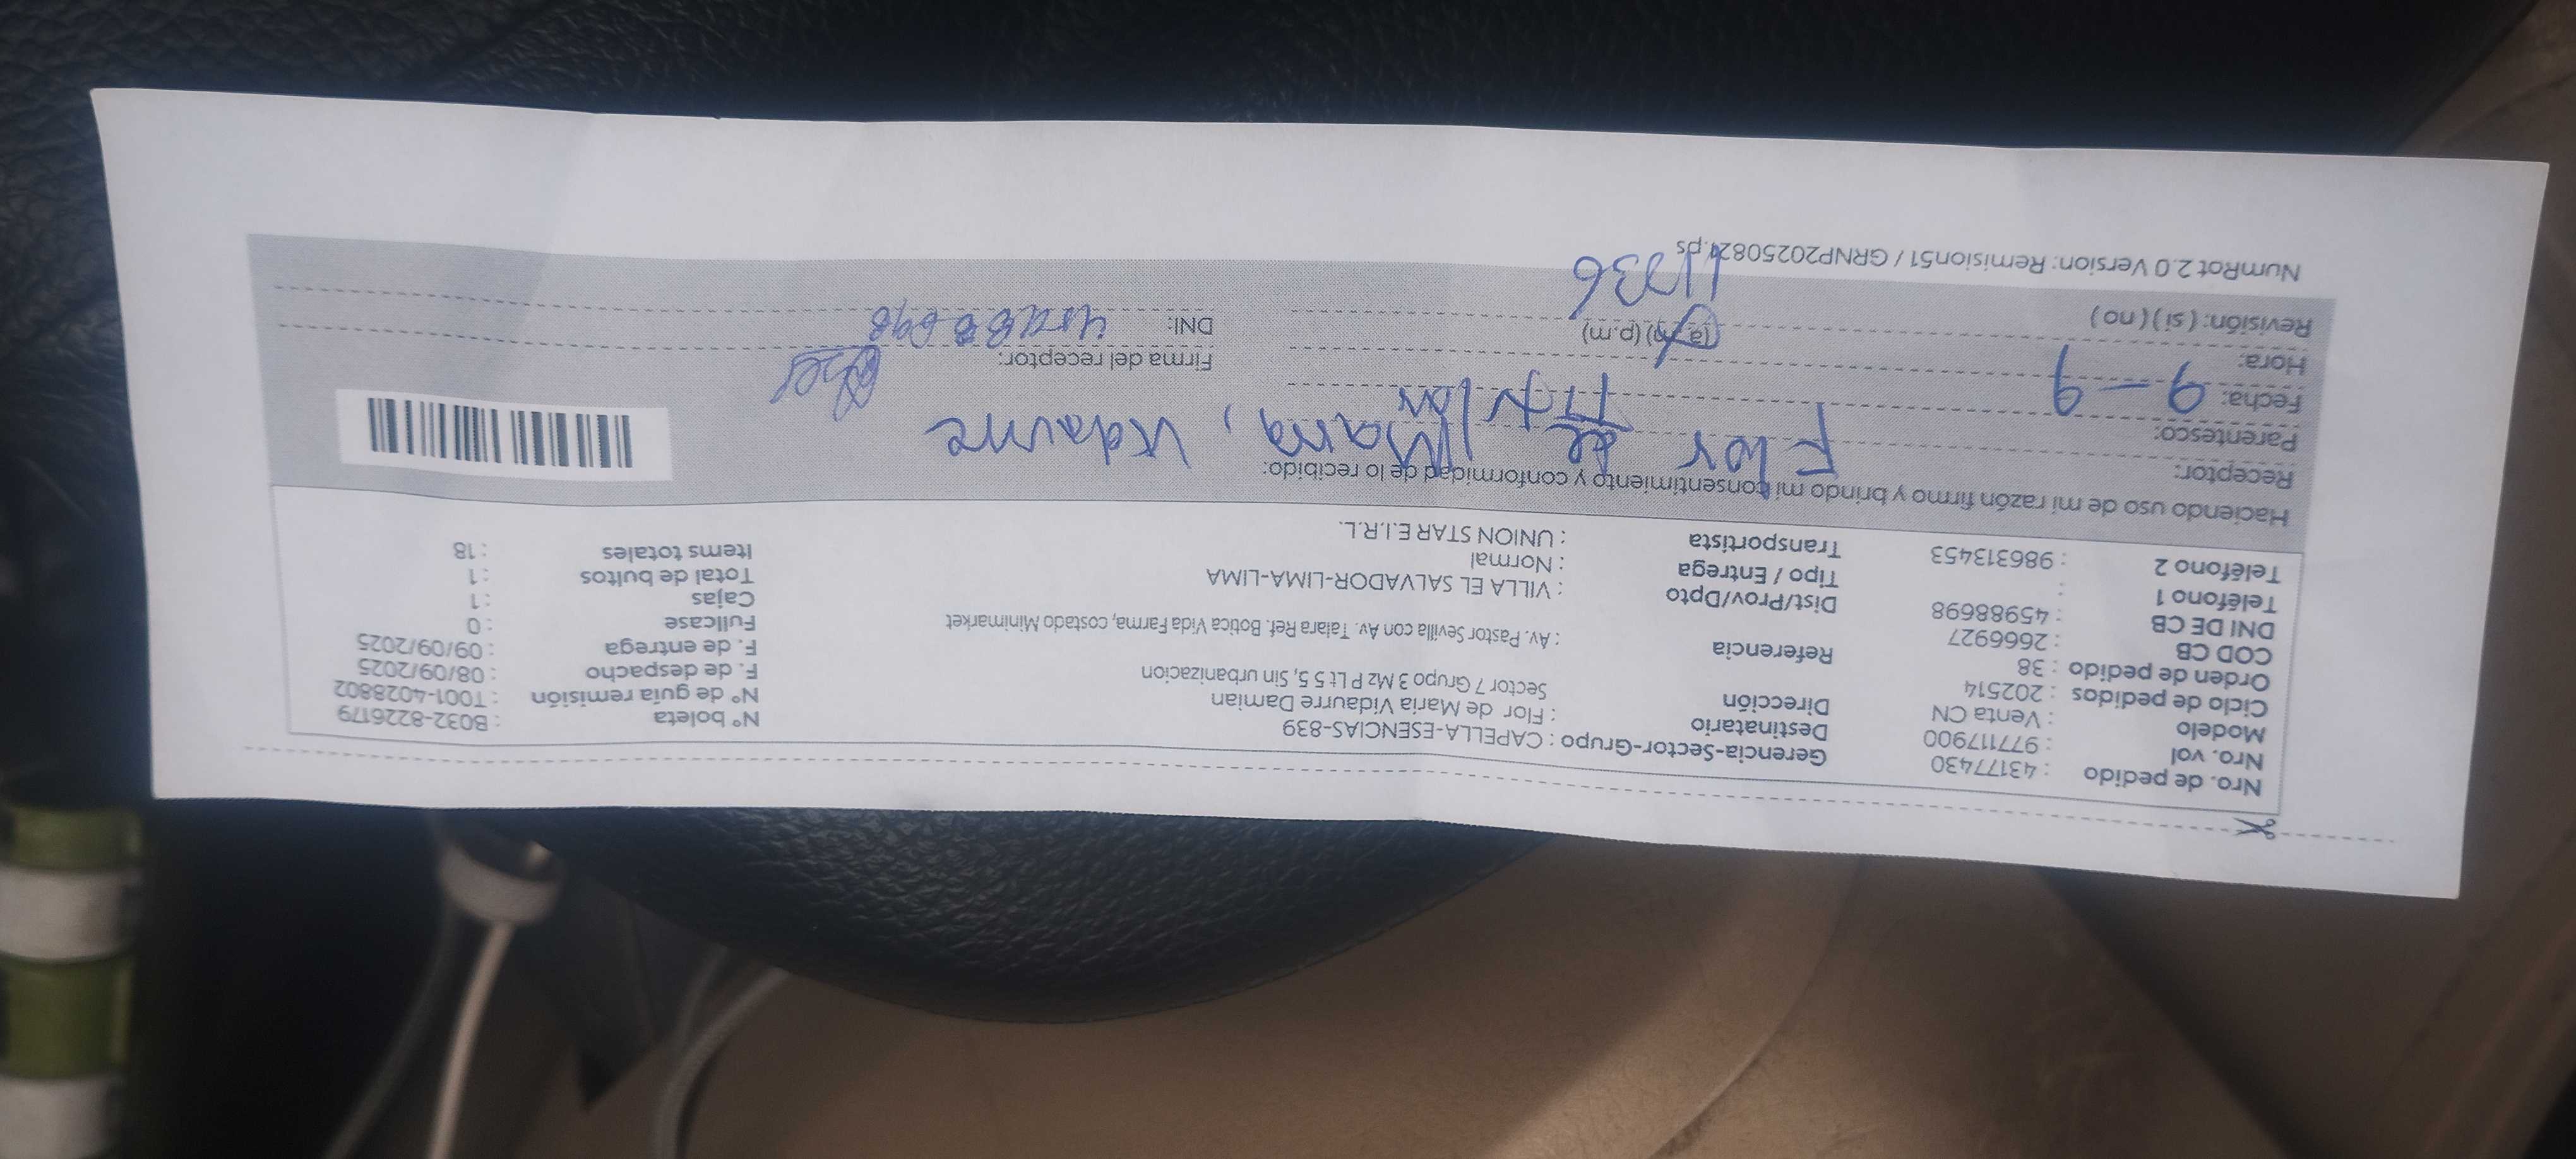 Nro. de pedido : 43177430
Nro. vol : 977117900
Modelo : Venta CN
Ciclo de pedidos : 202514
Orden de pedido : 38
COD CB : 2666927
DNI DE CB : 45988698
Teléfono 1 :
Teléfono 2 : 986313453
Gerencia-Sector-Grupo : CAPELLA-ESENCIAS-839
Destinatario : Flor de Maria Vidaurre Damian
Dirección Sector 7 Grupo 3 Mz P Lt 5 5, Sin urbanizacion
Referencia : Av. Pastor Sevilla con Av. Talara Ref. Botica Vida Farma, costado Minimarket
Dist/Prov/Dpto : VILLA EL SALVADOR-LIMA-LIMA
Tipo / Entrega : Normal
Transportista : UNION STAR E.I.R.L.
N° boleta : B032-8226179
N° de guía remisión : T001-4028802
F. de despacho : 08/09/2025
F. de entrega : 09/09/2025
Fullcase : 0
Cajas : 1
Total de bultos : 1
Items totales : 18
Haciendo uso de mi razón firmo y brindo mi consentimiento y conformidad de lo recibido:
Receptor: Flor de Maria, Vidaurre
Parentesco:
Fecha: 9-9
Hora: (a.m) (p.m)
Revisión: ( si ) ( no )
Firma del receptor:
DNI:
NumRot 2.0 Version: Remision51 / GRNP20250821.ps